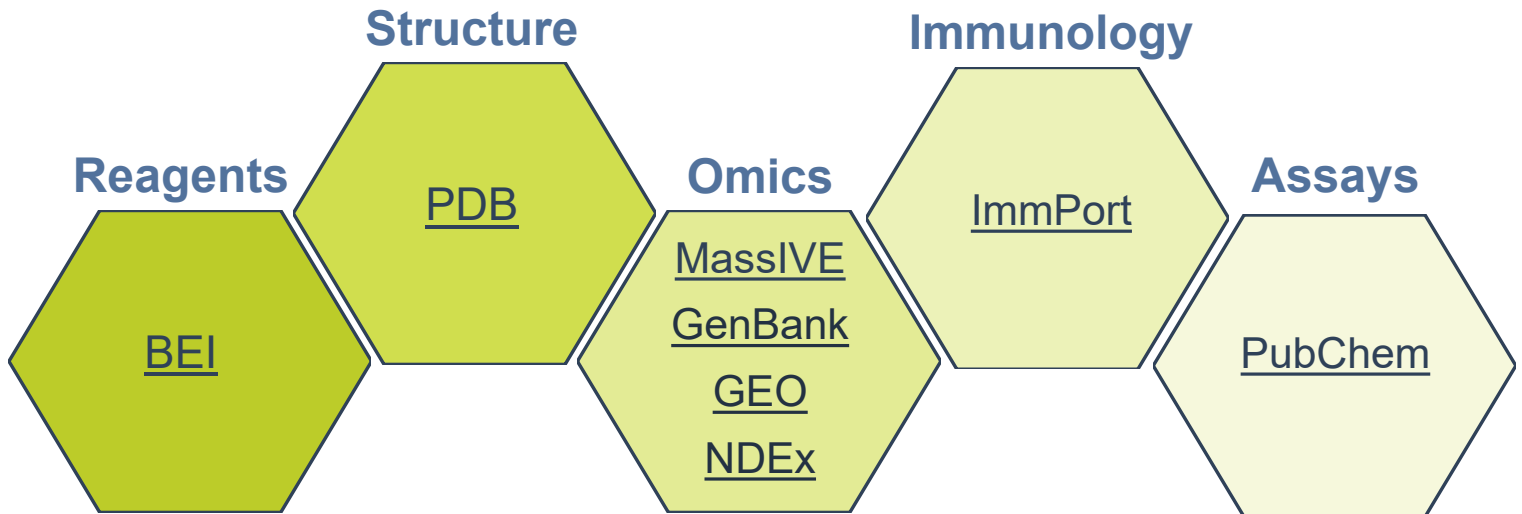 Reagents
BEI
Structure
PDB
Omics
MassIVE
GenBank
GEO
NDEx
Immunology
ImmPort
Assays
PubChem